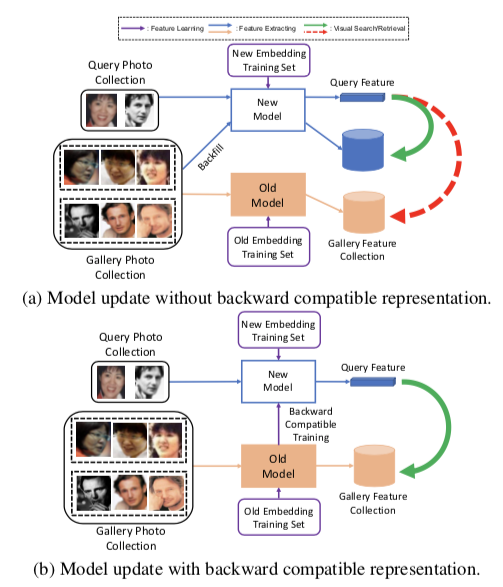 : Feature Learning : Feature Extracting : Visual Search/Retrieval
Query Photo
Collection
New Embedding
Training Set
Query Feature
New
Model
Backfill
Old
Model
Old Embedding
Training Set
Gallery Feature
Collection
Gallery Photo
Collection
(a) Model update without backward compatible representation.
New Embedding
Training Set
Query Photo
Collection
New
Model
Query Feature
Backward
Compatible
Training
Old
Model
Gallery Feature
Collection
Old Embedding
Training Set
Gallery Photo
Collection
(b) Model update with backward compatible representation.